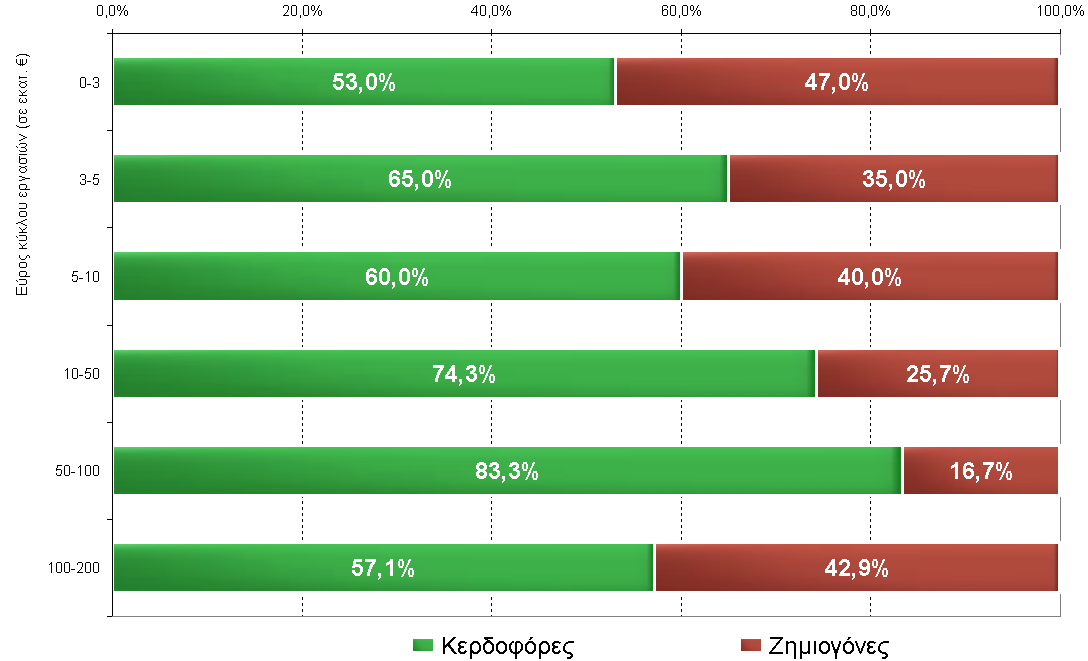 0,0% 20,0% 40,0% 60,0% 80,0% 100,0%
Εύρος κύκλου εργασιών (σε εκατ. €)
0-3 53,0% 47,0%
3-5 65,0% 35,0%
5-10 60,0% 40,0%
10-50 74,3% 25,7%
50-100 83,3% 16,7%
100-200 57,1% 42,9%
Κερδοφόρες Ζημιογόνες